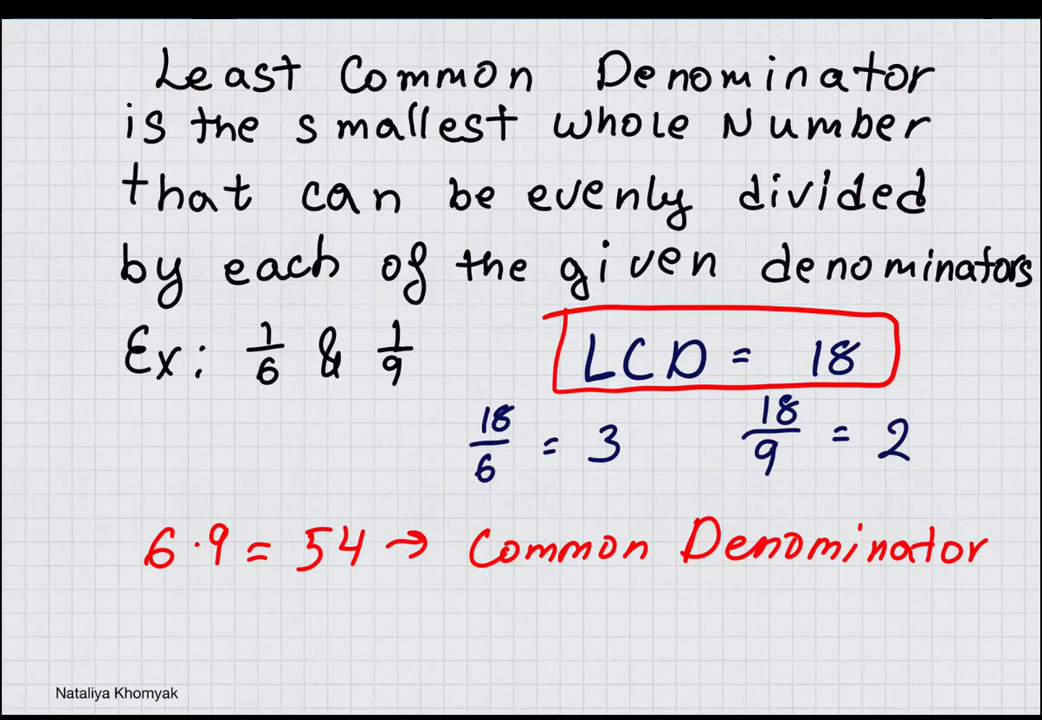 Least Common Denominator
is the smallest whole Number
that can be evenly divided
by each of the given denominators
Ex: 1/6 & 1/9 LCD = 18
18/6 = 3 18/9 = 2
6·9 = 54 → Common Denominator
Nataliya Khomyak